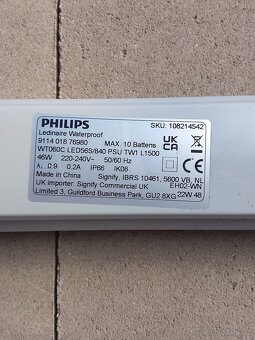 PHILIPS
SKU: 108214542
Ledinaire Waterproof
9114 018 76980 MAX. 10 Battens
WT060C LED56S/840 PSU TW1 L1500
46W 220-240V~ 50/60 Hz
λ 0.9 0.2A IP66 IK08
Made in China Signify, IBRS 10461, 5600 VB, NL
UK Importer: Signify Commercial UK EH02-WN
Limited 3, Guildford Business Park, GU2 8XG 22W 48
UK
CA
CE